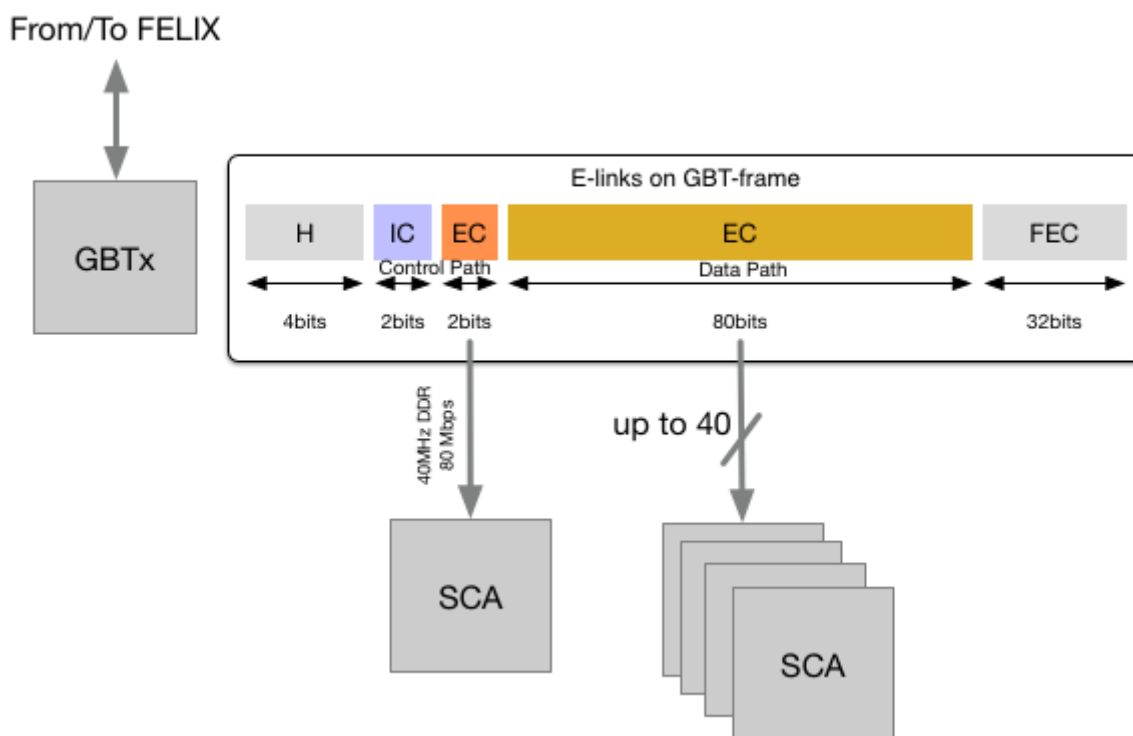 From/To FELIX
GBTx
E-links on GBT-frame
H
IC
EC
EC
FEC
Control Path
Data Path
4bits
2bits
2bits
80bits
32bits
40MHz DDR
80 Mbps
up to 40
SCA
SCA